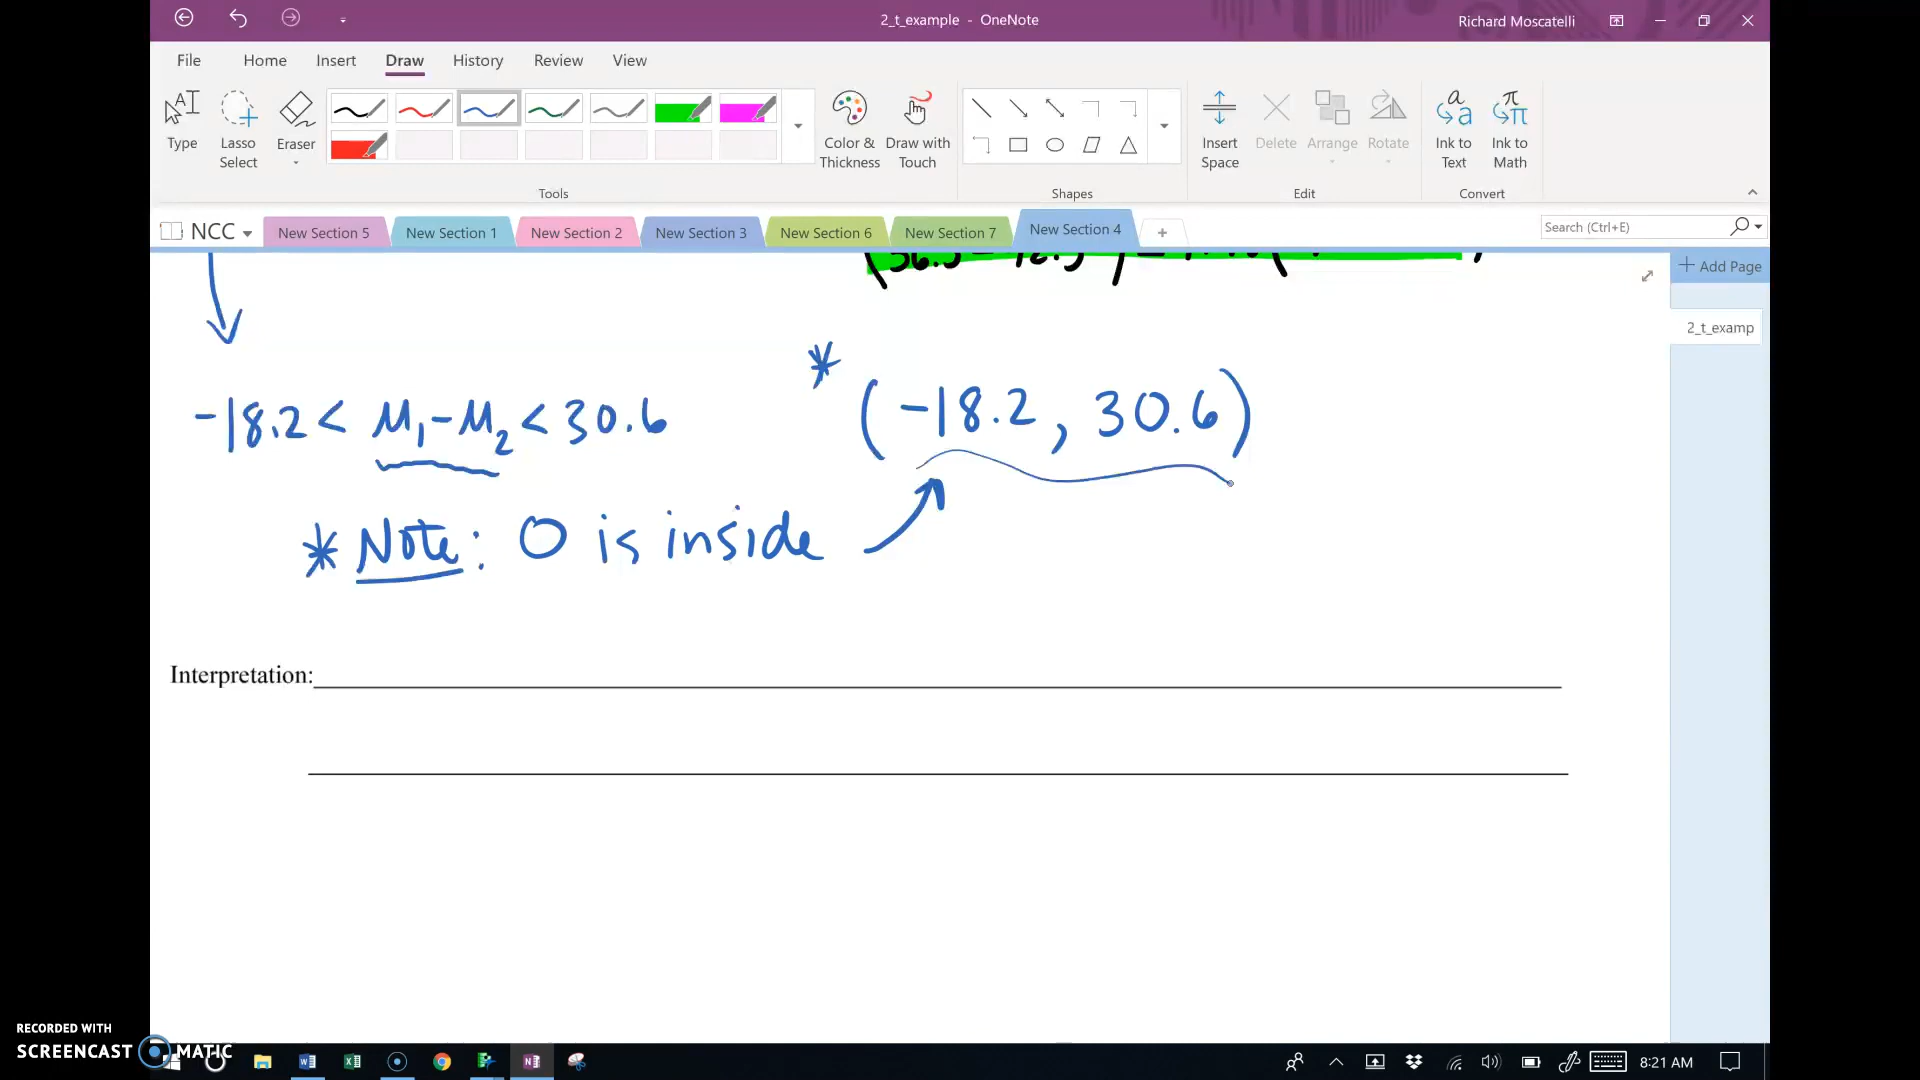 2_t_example - OneNote
Richard Moscatelli
File Home Insert Draw History Review View
Type
Lasso Select
Eraser
Color & Thickness
Draw with Touch
Insert Space
Delete
Arrange
Rotate
Ink to Text
Ink to Math
Tools
Shapes
Edit
Convert
NCC
New Section 5 New Section 1 New Section 2 New Section 3 New Section 6 New Section 7 New Section 4 +
Search (Ctrl+E)
+ Add Page
2_t_examp
*
-18.2 < μ₁-μ₂ < 30.6
(-18.2, 30.6)
* Note: 0 is inside
Interpretation:
RECORDED WITH
SCREENCAST MATIC
8:21 AM